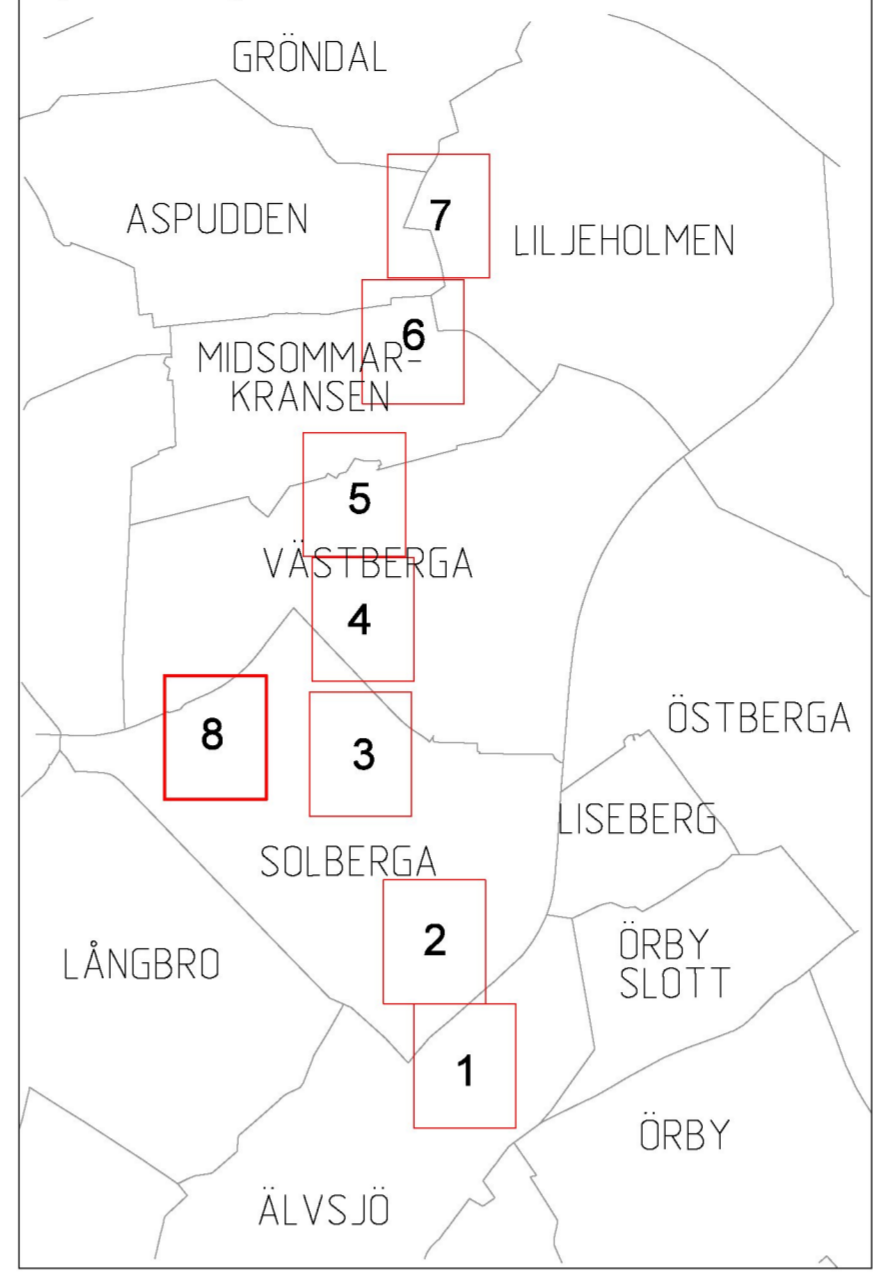 GRÖNDAL
ASPUDDEN
7
LILJEHOLMEN
6
MIDSOMMAR-
KRANSEN
5
VÄSTBERGA
4
8
3
ÖSTBERGA
LISEBERG
SOLBERGA
2
LÅNGBRO
ÖRBY
SLOTT
1
ÖRBY
ÄLVSJÖ